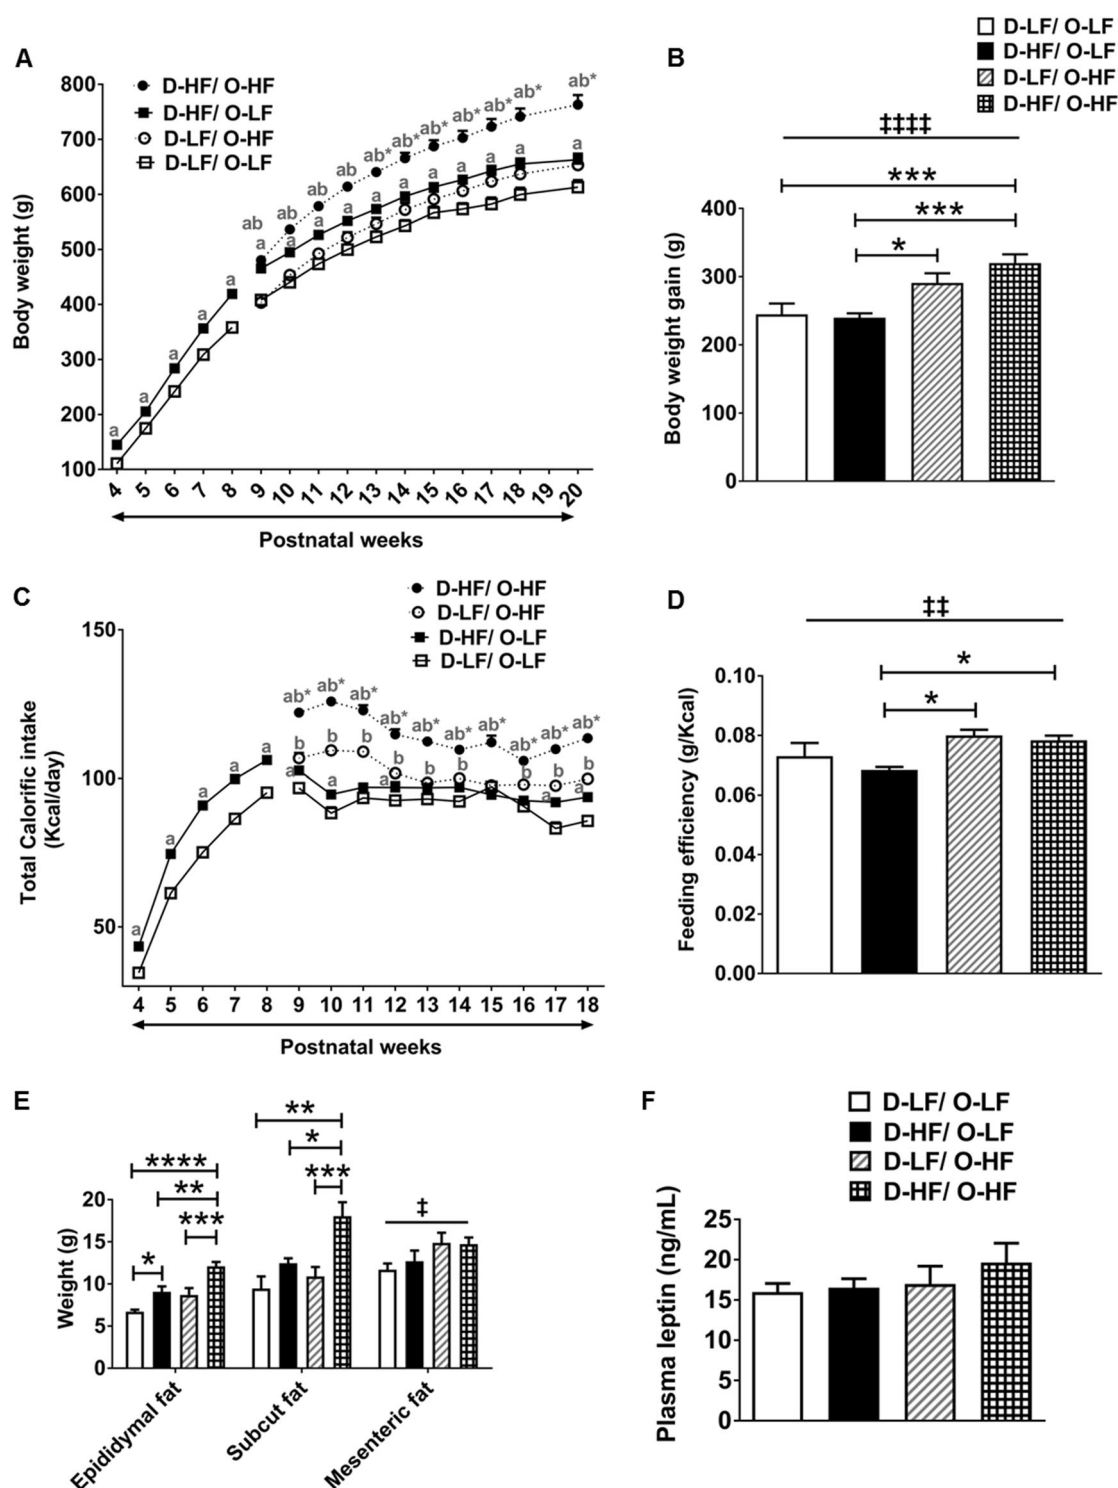 A
D-HF/ O-HF
D-HF/ O-LF
D-LF/ O-HF
D-LF/ O-LF
800
700
600
500
400
300
200
100
Body weight (g)
ab* ab* ab* ab* ab* ab* ab*
ab ab ab ab ab*
a a a a a a a a a a a
a a a a a
4 5 6 7 8 9 10 11 12 13 14 15 16 17 18 19 20
Postnatal weeks
B
D-LF/ O-LF
D-HF/ O-LF
D-LF/ O-HF
D-HF/ O-HF
‡‡‡‡
***
***
*
400
300
200
100
0
Body weight gain (g)
C
D-HF/ O-HF
D-LF/ O-HF
D-HF/ O-LF
D-LF/ O-LF
150
100
50
Total Calorific intake
(Kcal/day)
ab* ab* ab* ab* ab* ab* ab* ab* ab* ab*
b b b b b b b b b
a a a a a
a a a a a
4 5 6 7 8 9 10 11 12 13 14 15 16 17 18
Postnatal weeks
D
‡‡
*
*
0.10
0.08
0.06
0.04
0.02
0.00
Feeding efficiency (g/Kcal)
E
****
**
***
*
**
*
***
‡
20
15
10
5
0
Weight (g)
Epididymal fat
Subcut fat
Mesenteric fat
F
D-LF/ O-LF
D-HF/ O-LF
D-LF/ O-HF
D-HF/ O-HF
25
20
15
10
5
0
Plasma leptin (ng/mL)